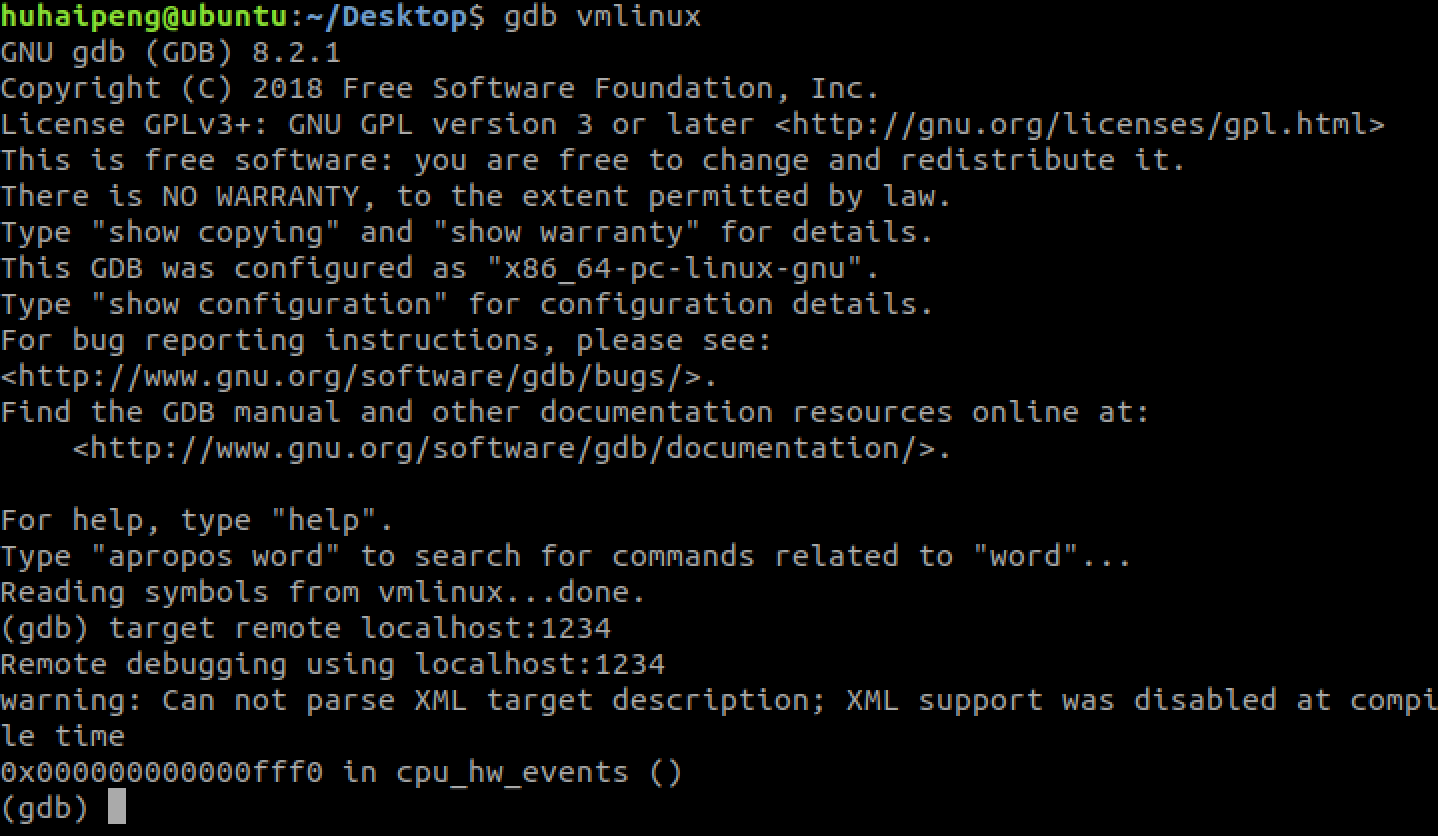 huhaipeng@ubuntu:~/Desktop$ gdb vmlinux
GNU gdb (GDB) 8.2.1
Copyright (C) 2018 Free Software Foundation, Inc.
License GPLv3+: GNU GPL version 3 or later <http://gnu.org/licenses/gpl.html>
This is free software: you are free to change and redistribute it.
There is NO WARRANTY, to the extent permitted by law.
Type "show copying" and "show warranty" for details.
This GDB was configured as "x86_64-pc-linux-gnu".
Type "show configuration" for configuration details.
For bug reporting instructions, please see:
<http://www.gnu.org/software/gdb/bugs/>.
Find the GDB manual and other documentation resources online at:
    <http://www.gnu.org/software/gdb/documentation/>.

For help, type "help".
Type "apropos word" to search for commands related to "word"...
Reading symbols from vmlinux...done.
(gdb) target remote localhost:1234
Remote debugging using localhost:1234
warning: Can not parse XML target description; XML support was disabled at compi
le time
0x000000000000fff0 in cpu_hw_events ()
(gdb)